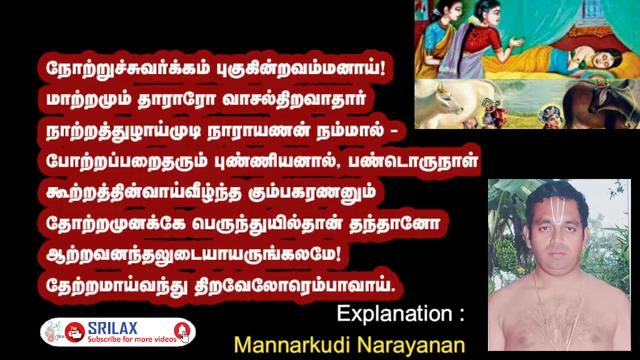 நோற்றுச்சுவர்க்கம் புகுகின்றவம்மனாய்!
மாற்றமும் தாராரோ வாசல்திறவாதார்
நாற்றத்துழாய்முடி நாராயணன் நம்மால் -
போற்றப்பறைதரும் புண்ணியனால், பண்டொருநாள்
கூற்றத்தின்வாய்வீழ்ந்த கும்பகரணனும்
தோற்றமுனக்கே பெருந்துயில்தான் தந்தானோ
ஆற்றவனந்தலுடையாயருங்கலமே!
தேற்றமாய்வந்து திறவேலோரெம்பாவாய்.
Explanation :
Mannarkudi Narayanan
SRILAX
Subscribe for more videos